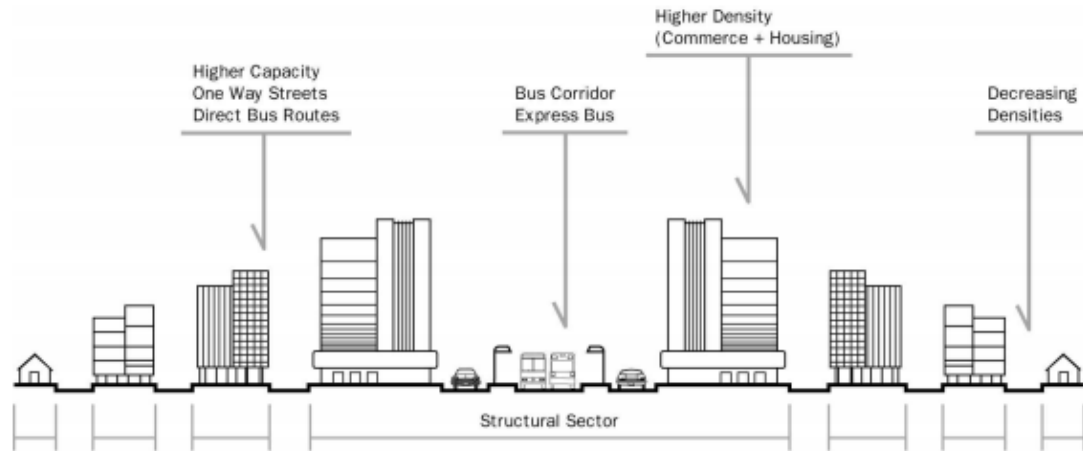 Higher Capacity
One Way Streets
Direct Bus Routes
Bus Corridor
Express Bus
Higher Density
(Commerce + Housing)
Decreasing
Densities
Structural Sector